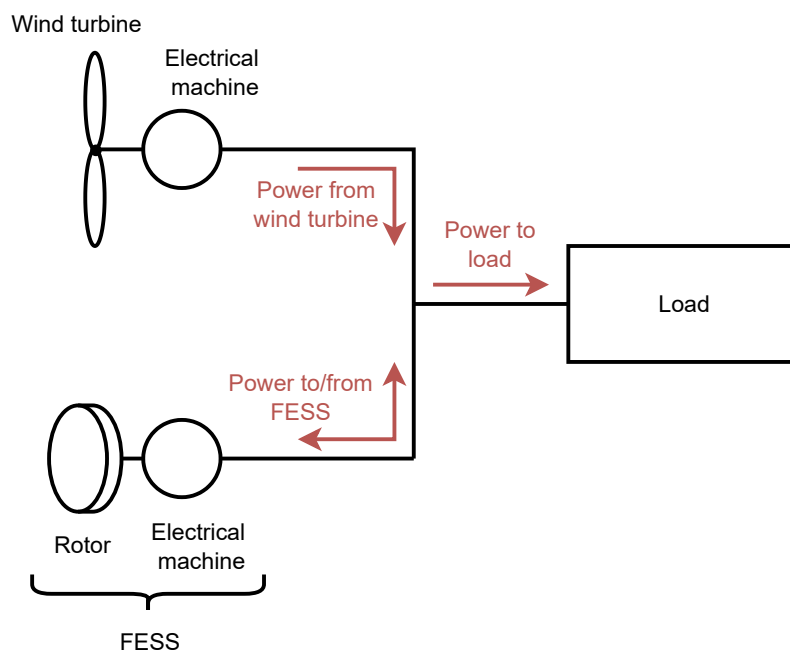 Wind turbine
Electrical
machine
Power from
wind turbine
Power to
load
Load
Power to/from
FESS
Rotor
Electrical
machine
FESS